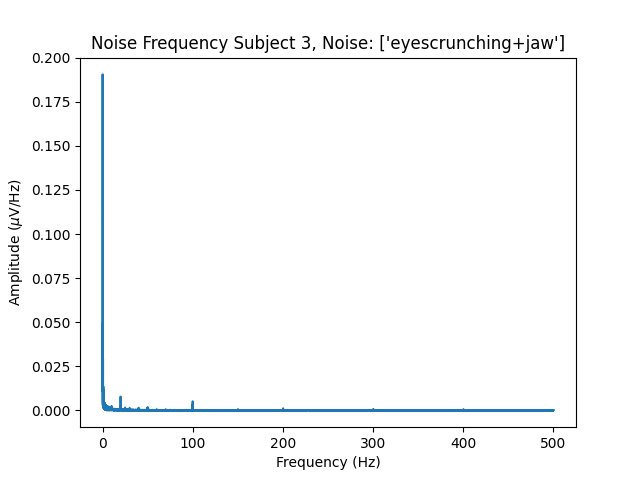 Noise Frequency Subject 3, Noise: ['eyescrunching+jaw']
0.200
0.175
0.150
0.125
0.100
0.075
0.050
0.025
0.000
Amplitude (μV/Hz)
0 100 200 300 400 500
Frequency (Hz)